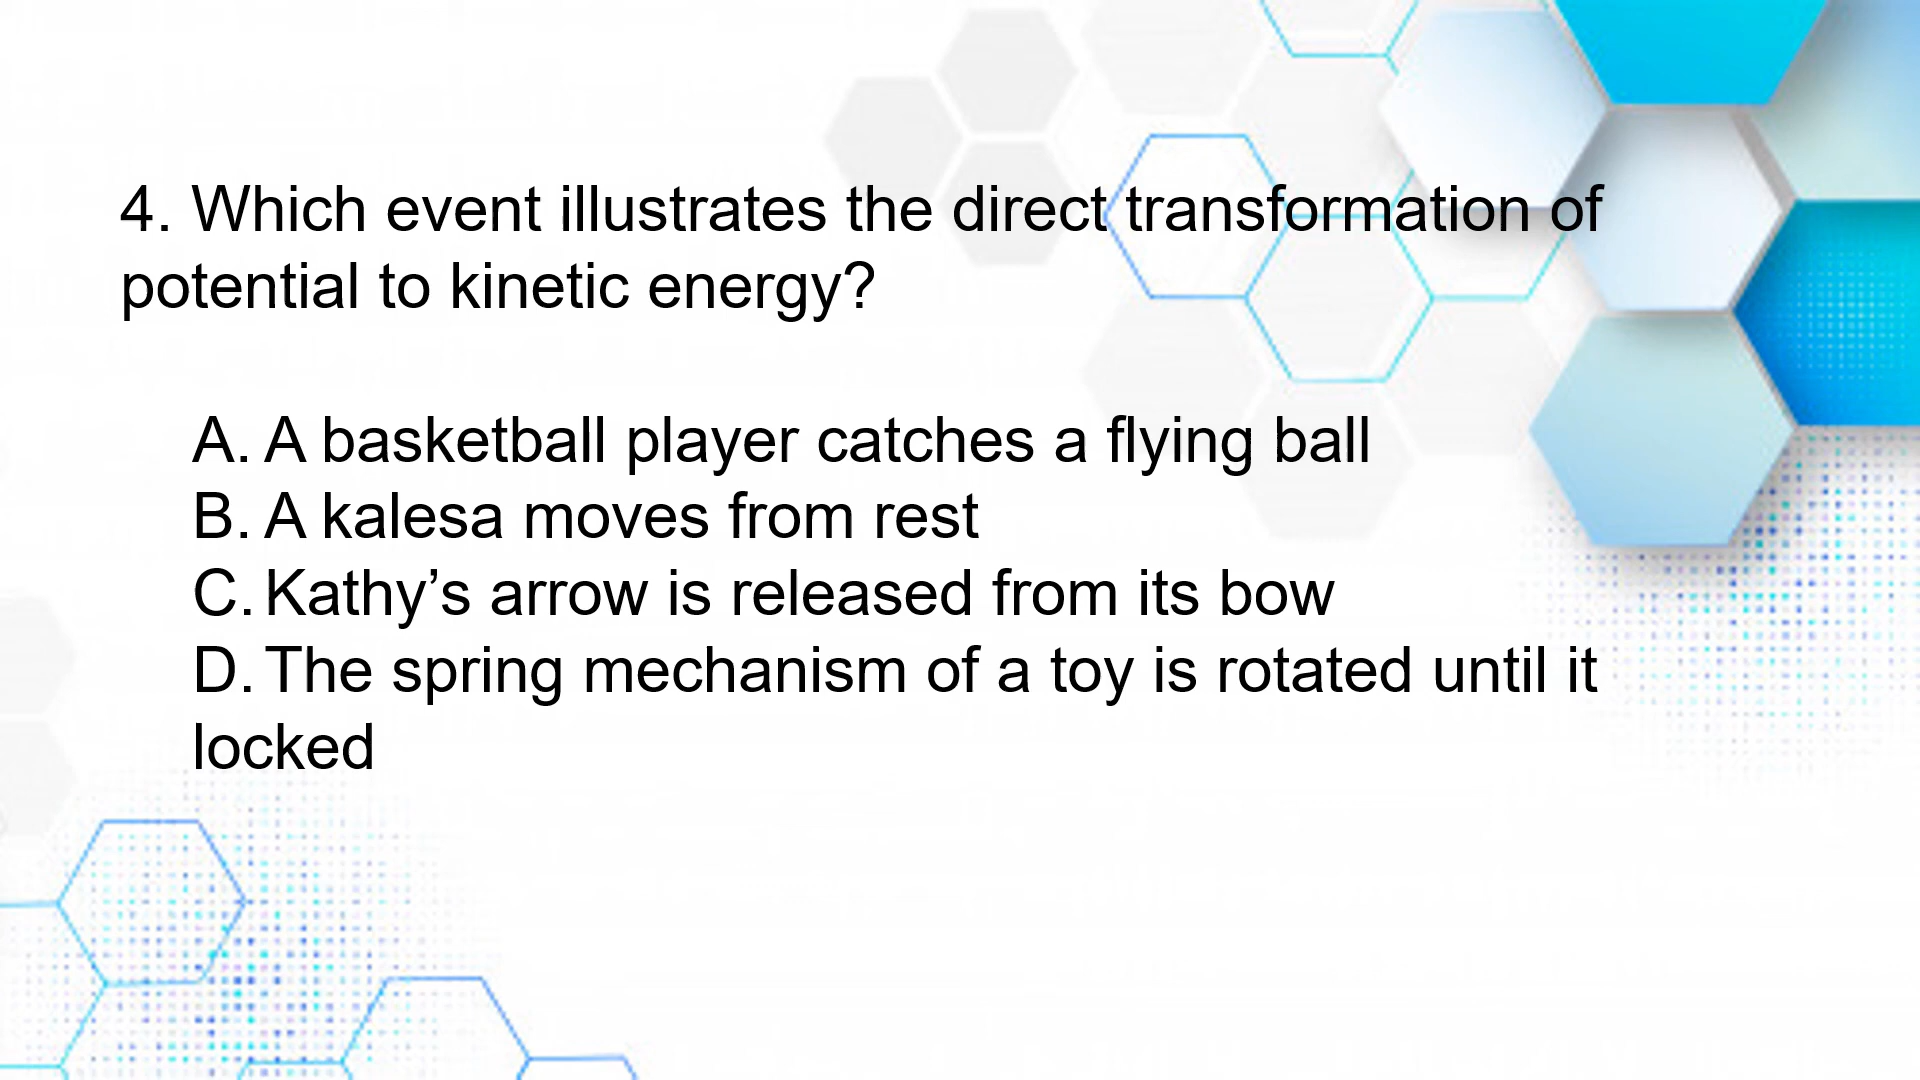 4. Which event illustrates the direct transformation of
potential to kinetic energy?
A. A basketball player catches a flying ball
B. A kalesa moves from rest
C. Kathy’s arrow is released from its bow
D. The spring mechanism of a toy is rotated until it
locked